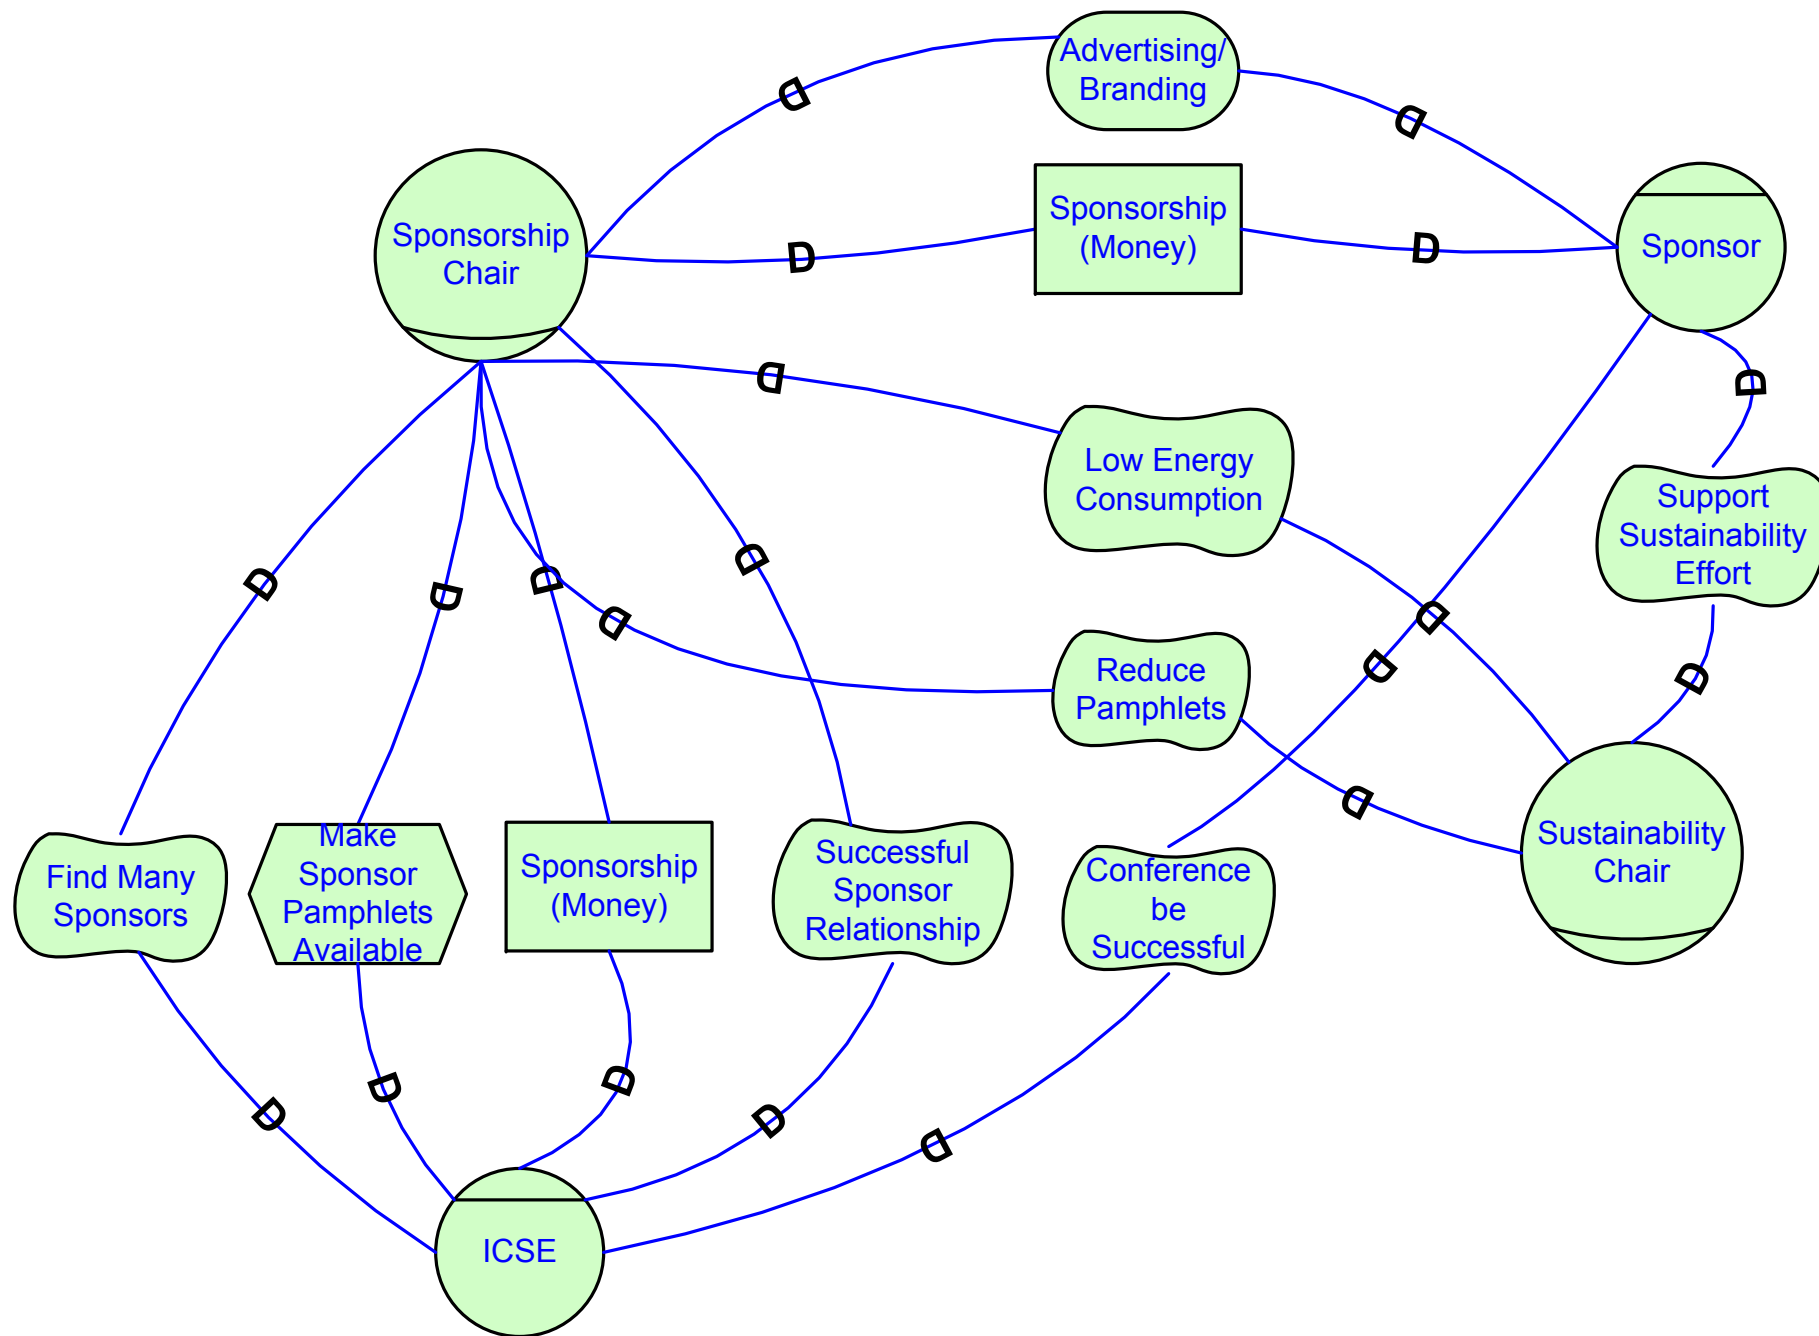 Advertising/
Branding
Sponsorship
Chair
D
D
Sponsorship
(Money)
D
D
Sponsor
D
D
Low Energy
Consumption
Support
Sustainability
Effort
D
D
D
D
D
D
D
D
D
Reduce
Pamphlets
D
Sustainability
Chair
Find Many
Sponsors
Make
Sponsor
Pamphlets
Available
Sponsorship
(Money)
Successful
Sponsor
Relationship
Conference
be
Successful
D
D
D
D
D
ICSE